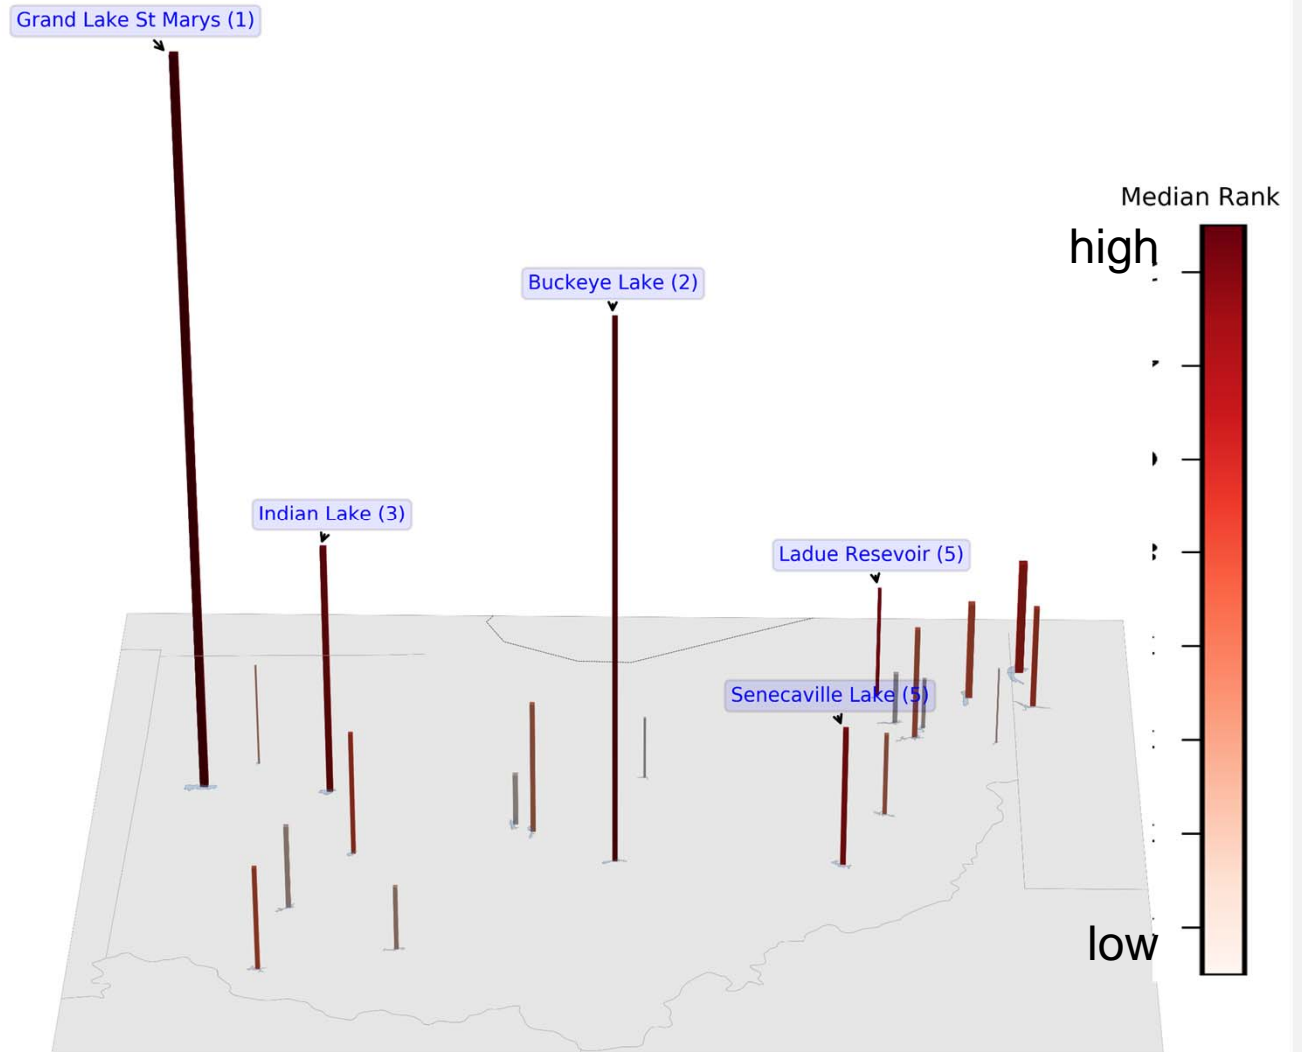 Grand Lake St Marys (1)
Median Rank
high
Buckeye Lake (2)
Indian Lake (3)
Ladue Resevoir (5)
Senecaville Lake (5)
low